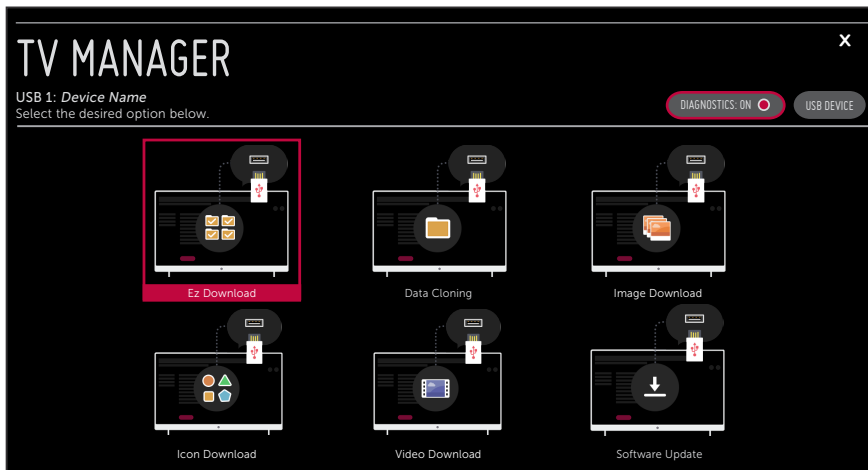 X
TV MANAGER
USB 1: Device Name
Select the desired option below.
DIAGNOSTICS: ON
USB DEVICE
Ez Download
Data Cloning
Image Download
Icon Download
Video Download
Software Update